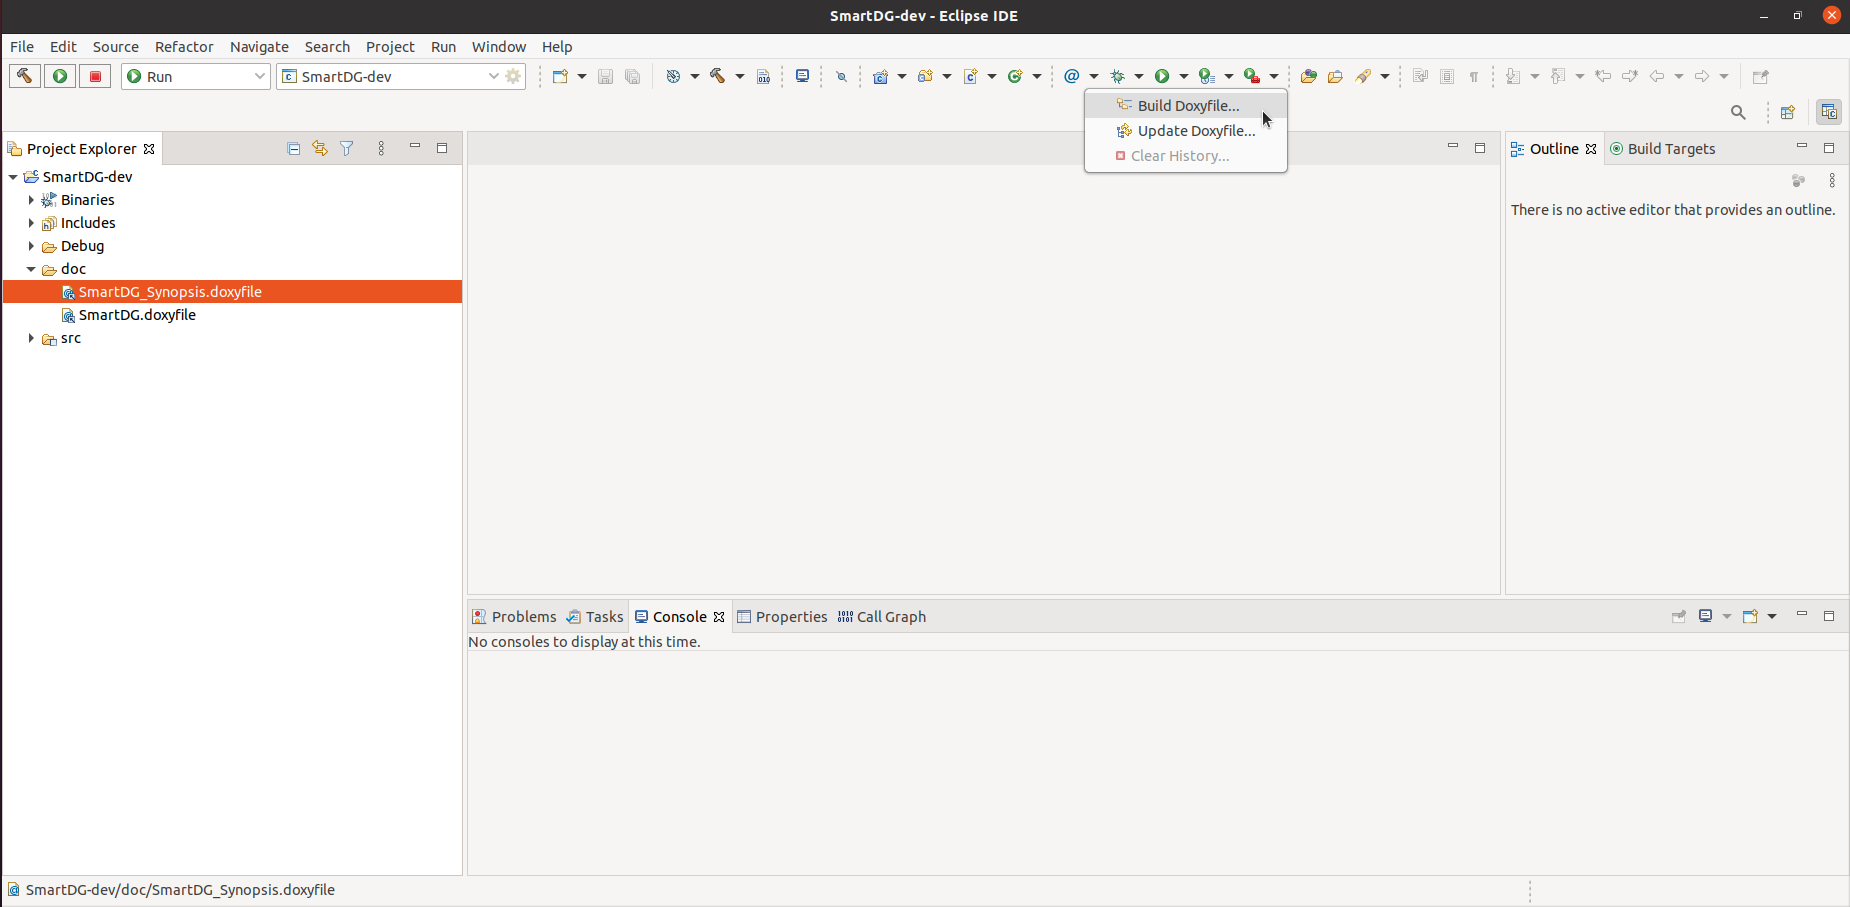 SmartDG-dev - Eclipse IDE
File Edit Source Refactor Navigate Search Project Run Window Help
Run SmartDG-dev
Build Doxyfile...
Update Doxyfile...
Clear History...
Project Explorer
SmartDG-dev
Binaries
Includes
Debug
doc
SmartDG_Synopsis.doxyfile
SmartDG.doxyfile
src
Outline Build Targets
There is no active editor that provides an outline.
Problems Tasks Console Properties Call Graph
No consoles to display at this time.
SmartDG-dev/doc/SmartDG_Synopsis.doxyfile